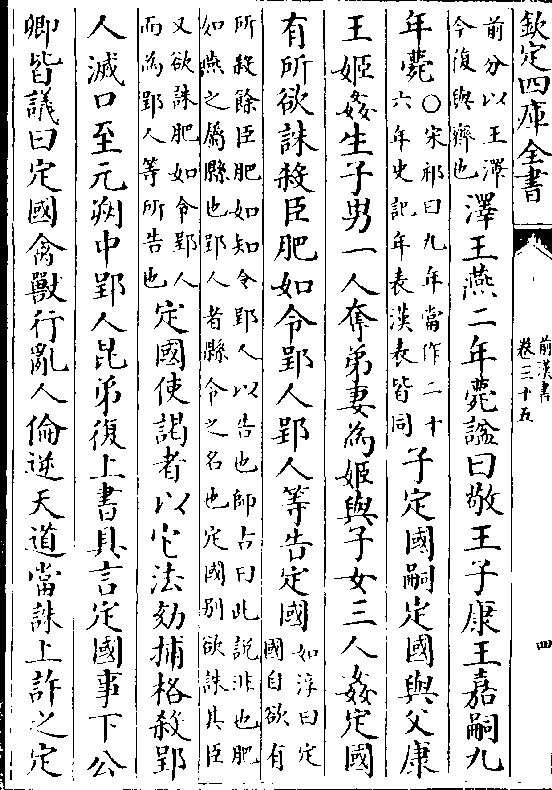 欽定四庫全書
前漢書
卷三十五
四
前分以王澤
今復與齊也
澤王燕二年薨諡曰敬王子康王嘉嗣九
年薨
○宋祁曰九年當作二十
六年史記年表漢表皆同
子定國嗣定國與父康
王姬姦生子男一人奪弟妻為姬與子女三人姦定國
有所欲誅殺臣肥如令郢人郢人等告定國
如淳曰定
國自欲有
所殺餘臣肥如知令郢人以告也師古曰此說非也肥
如燕之屬縣也郢人者縣令之名也定國别欲誅其臣
又欲誅肥如令郢人
而為郢人等所告也
定國使謁者以它法劾捕格殺郢
人滅口至元朔中郢人昆弟復上書具言定國事下公
卿皆議曰定國禽獸行亂人倫逆天道當誅上許之定